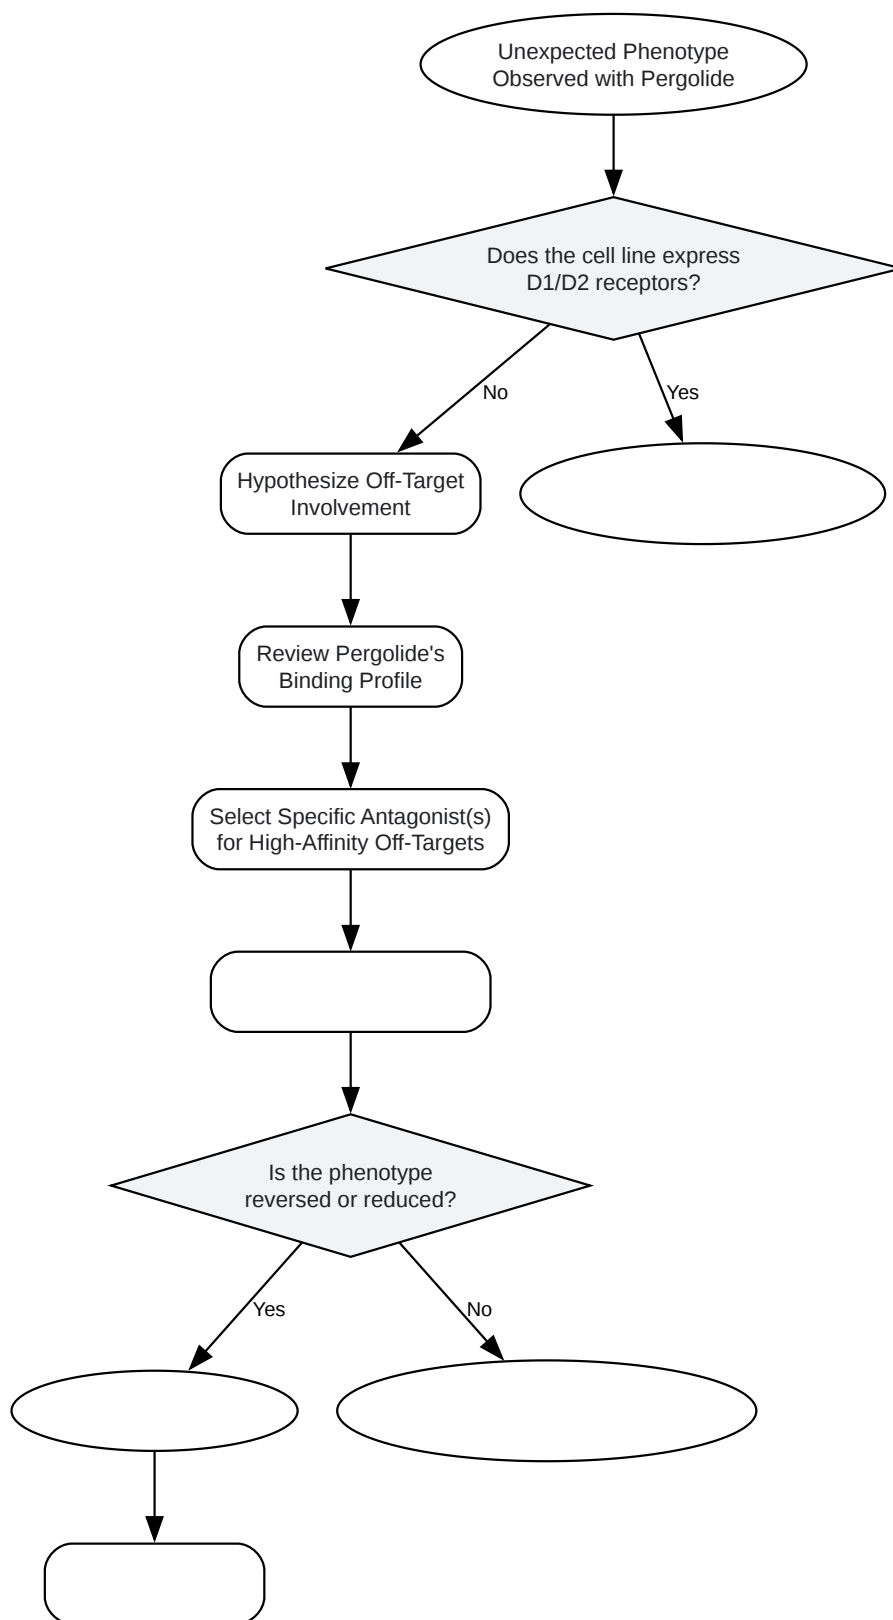 Unexpected Phenotype
Observed with Pergolide
Does the cell line express
D1/D2 receptors?
No
Yes
Hypothesize Off-Target
Involvement
Review Pergolide's
Binding Profile
Select Specific Antagonist(s)
for High-Affinity Off-Targets
Is the phenotype
reversed or reduced?
Yes
No